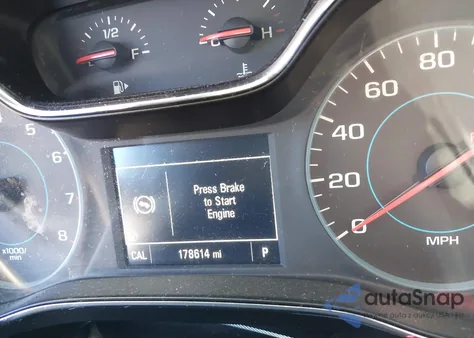 1/2
F
C
H
5
6
7
8
x1000/
min
Press Brake
to Start
Engine
CAL
178614 mi
P
80
60
40
20
0
MPH
autoSnap